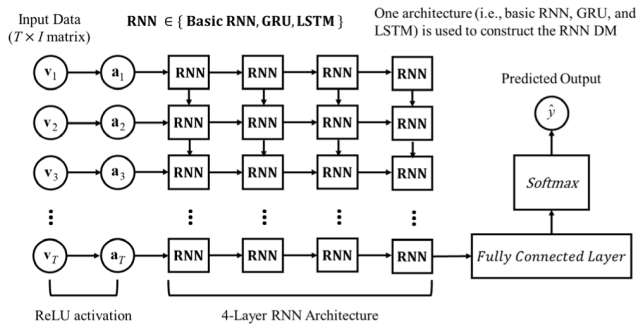 Input Data
(T × I matrix)
RNN ∈ { Basic RNN, GRU, LSTM }
One architecture (i.e., basic RNN, GRU, and
LSTM) is used to construct the RNN DM
v₁ a₁ RNN RNN RNN RNN
v₂ a₂ RNN RNN RNN RNN
v₃ a₃ RNN RNN RNN RNN
⋮ ⋮ ⋮ ⋮ ⋮
v_T a_T RNN RNN RNN RNN
Predicted Output
ŷ
Softmax
Fully Connected Layer
ReLU activation
4-Layer RNN Architecture